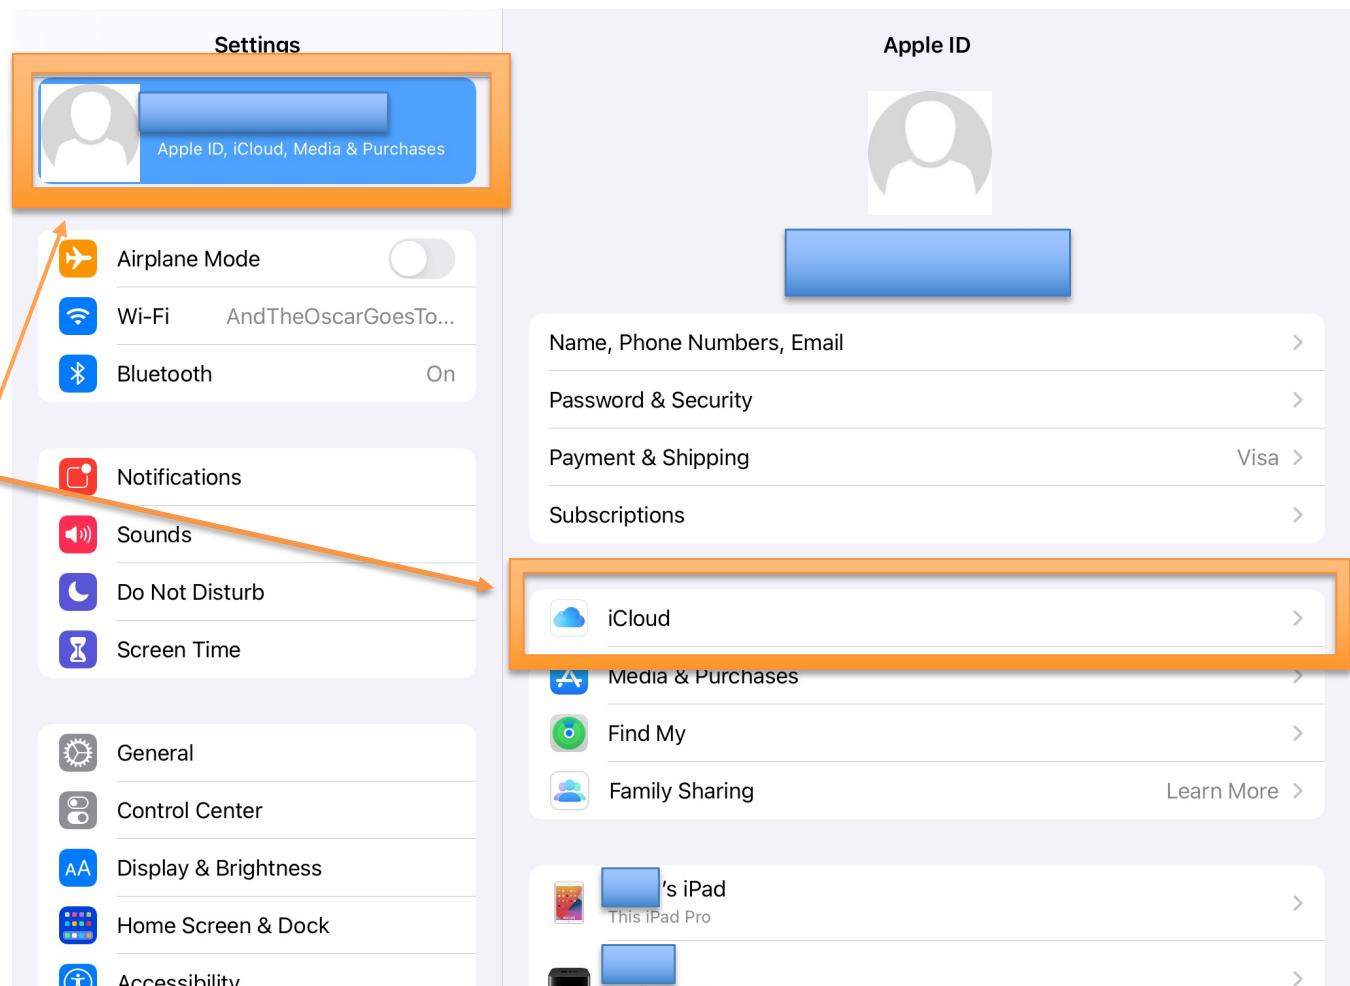 Settings
Apple ID, iCloud, Media & Purchases
Airplane Mode
Wi-Fi AndTheOscarGoesTo...
Bluetooth On
Notifications
Sounds
Do Not Disturb
Screen Time
General
Control Center
AA Display & Brightness
Home Screen & Dock
Accessibility
Apple ID
Name, Phone Numbers, Email
Password & Security
Payment & Shipping Visa
Subscriptions
iCloud
Media & Purchases
Find My
Family Sharing Learn More
's iPad
This iPad Pro